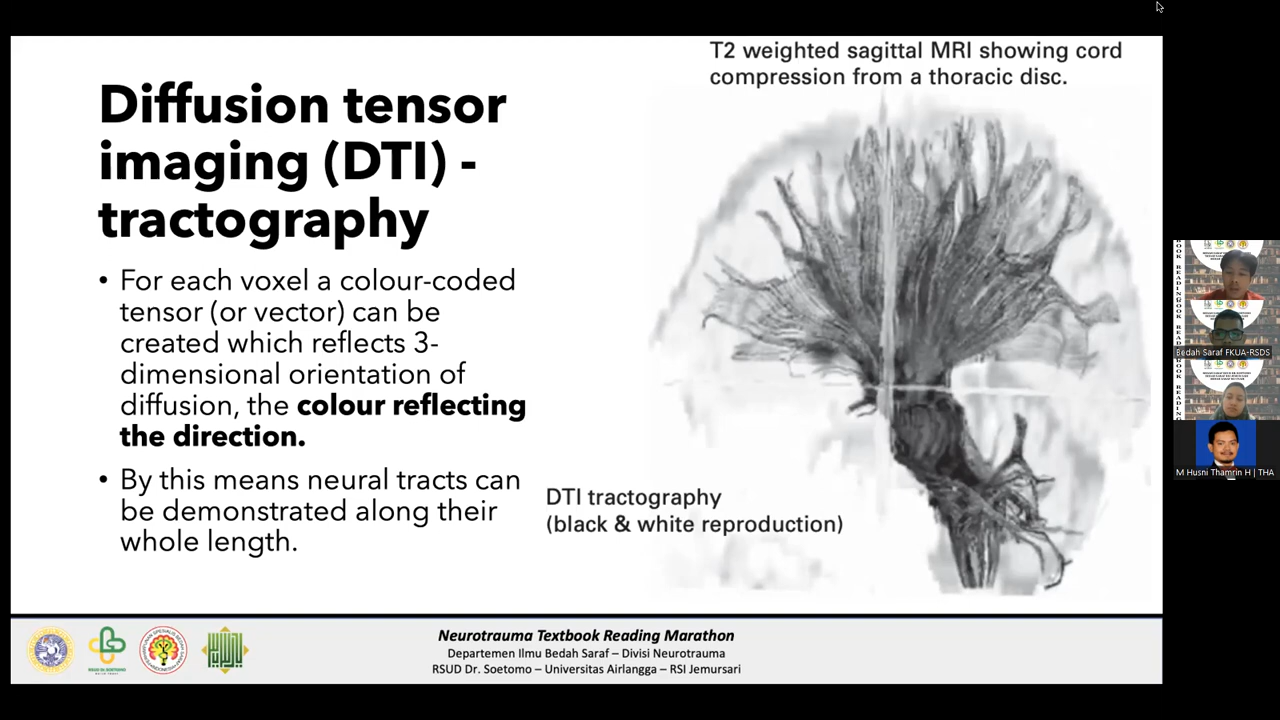 T2 weighted sagittal MRI showing cord
compression from a thoracic disc.
Diffusion tensor
imaging (DTI) -
tractography
• For each voxel a colour-coded
tensor (or vector) can be
created which reflects 3-
dimensional orientation of
diffusion, the colour reflecting
the direction.
• By this means neural tracts can
be demonstrated along their
whole length.
DTI tractography
(black & white reproduction)
Neurotrauma Textbook Reading Marathon
Departemen Ilmu Bedah Saraf – Divisi Neurotrauma
RSUD Dr. Soetomo – Universitas Airlangga – RSI Jemursari
RSUD Dr. SOETOMO
Bedah Saraf FKUA-RSDS
M Husni Thamrin H | THA